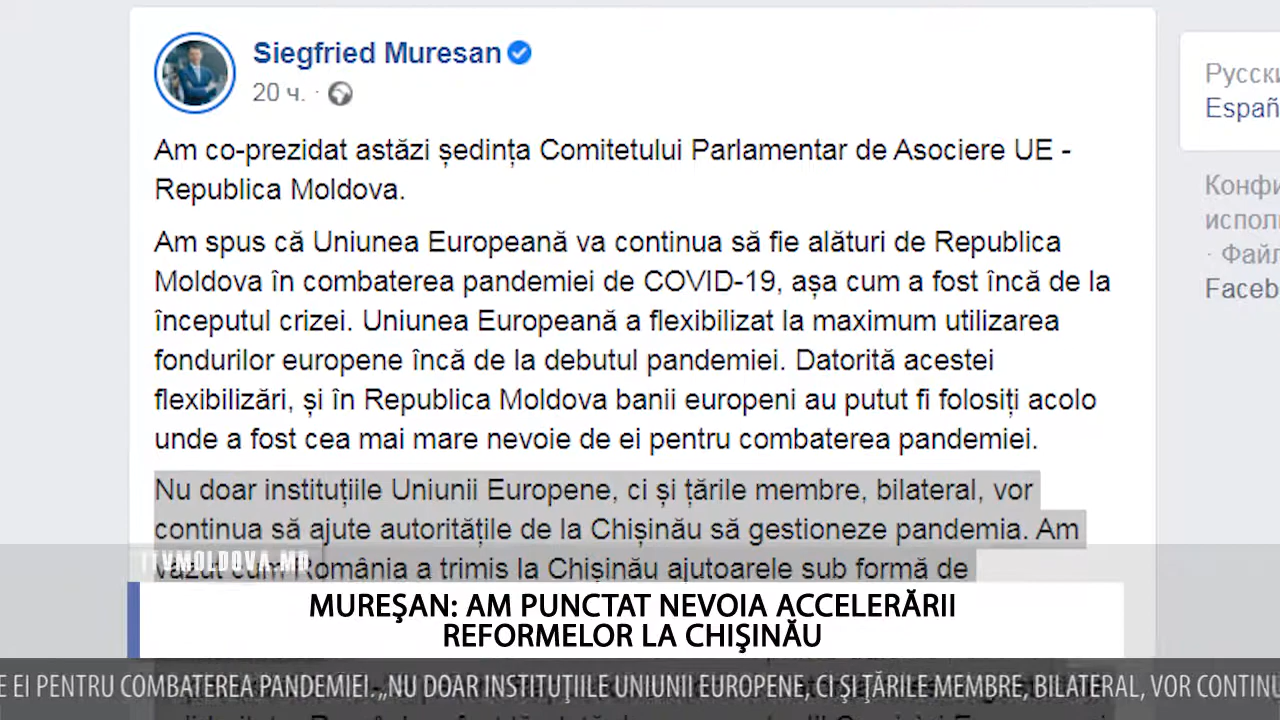 Siegfried Muresan
20 ч. ·
Am co-prezidat astăzi ședința Comitetului Parlamentar de Asociere UE -
Republica Moldova.
Am spus că Uniunea Europeană va continua să fie alături de Republica
Moldova în combaterea pandemiei de COVID-19, așa cum a fost încă de la
începutul crizei. Uniunea Europeană a flexibilizat la maximum utilizarea
fondurilor europene încă de la debutul pandemiei. Datorită acestei
flexibilizări, și în Republica Moldova banii europeni au putut fi folosiți acolo
unde a fost cea mai mare nevoie de ei pentru combaterea pandemiei.
Nu doar instituțiile Uniunii Europene, ci și țările membre, bilateral, vor
continua să ajute autoritățile de la Chișinău să gestioneze pandemia. Am
văzut cum România a trimis la Chișinău ajutoarele sub formă de
Русски
Españ
Конфи
испол
· Файл
Faceb
ITVMOLDOVA.MD
MUREŞAN: AM PUNCTAT NEVOIA ACCELERĂRII
REFORMELOR LA CHIŞINĂU
E EI PENTRU COMBATEREA PANDEMIEI.„NU DOAR INSTITUŢIILE UNIUNII EUROPENE, CI ŞI ŢĂRILE MEMBRE, BILATERAL, VOR CONTINU